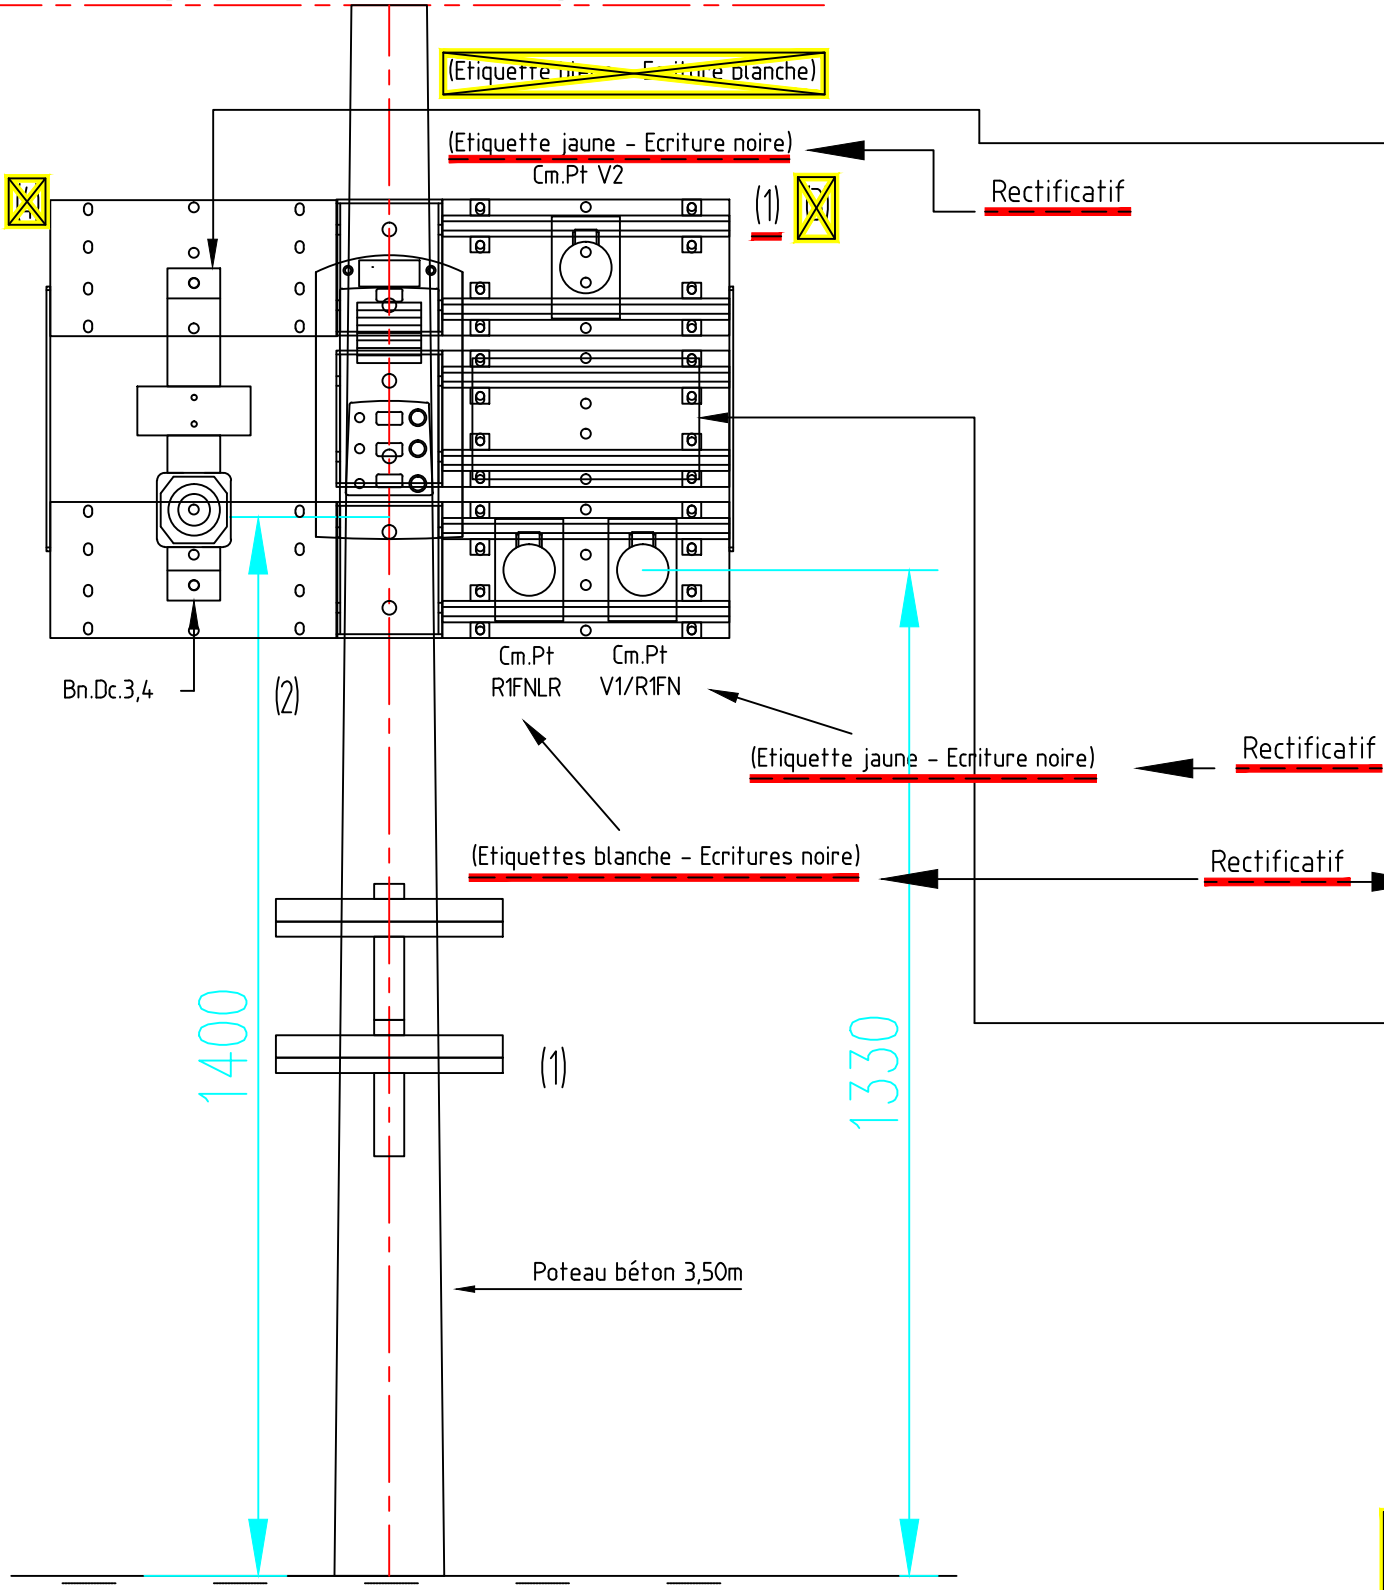 (Etiquette blanche)
(Etiquette jaune - Ecriture noire)
Cm.Pt V2
(1)
Rectificatif
Bn.Dc.3,4
(2)
Cm.Pt
R1FNLR
Cm.Pt
V1/R1FN
(Etiquette jaune - Ecriture noire)
Rectificatif
(Etiquettes blanche - Ecritures noire)
Rectificatif
1400
1330
(1)
Poteau béton 3,50m